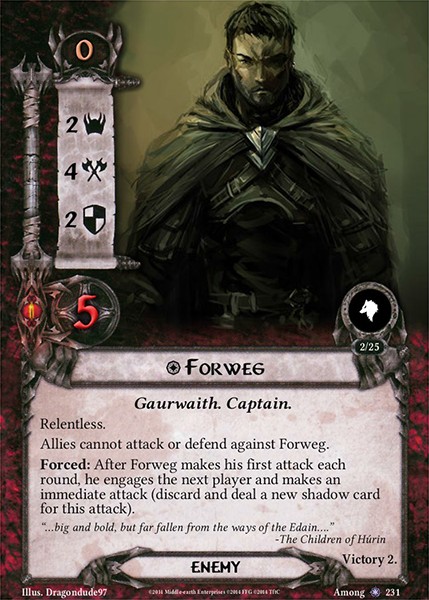 0
2
4
2
5
2/25
Forweg
Gaurwaith. Captain.
Relentless.
Allies cannot attack or defend against Forweg.
Forced: After Forweg makes his first attack each
round, he engages the next player and makes an
immediate attack (discard and deal a new shadow card
for this attack).
“...big and bold, but far fallen from the ways of the Edain....”
-The Children of Húrin
Victory 2.
ENEMY
Illus. Dragondude97
Among 231